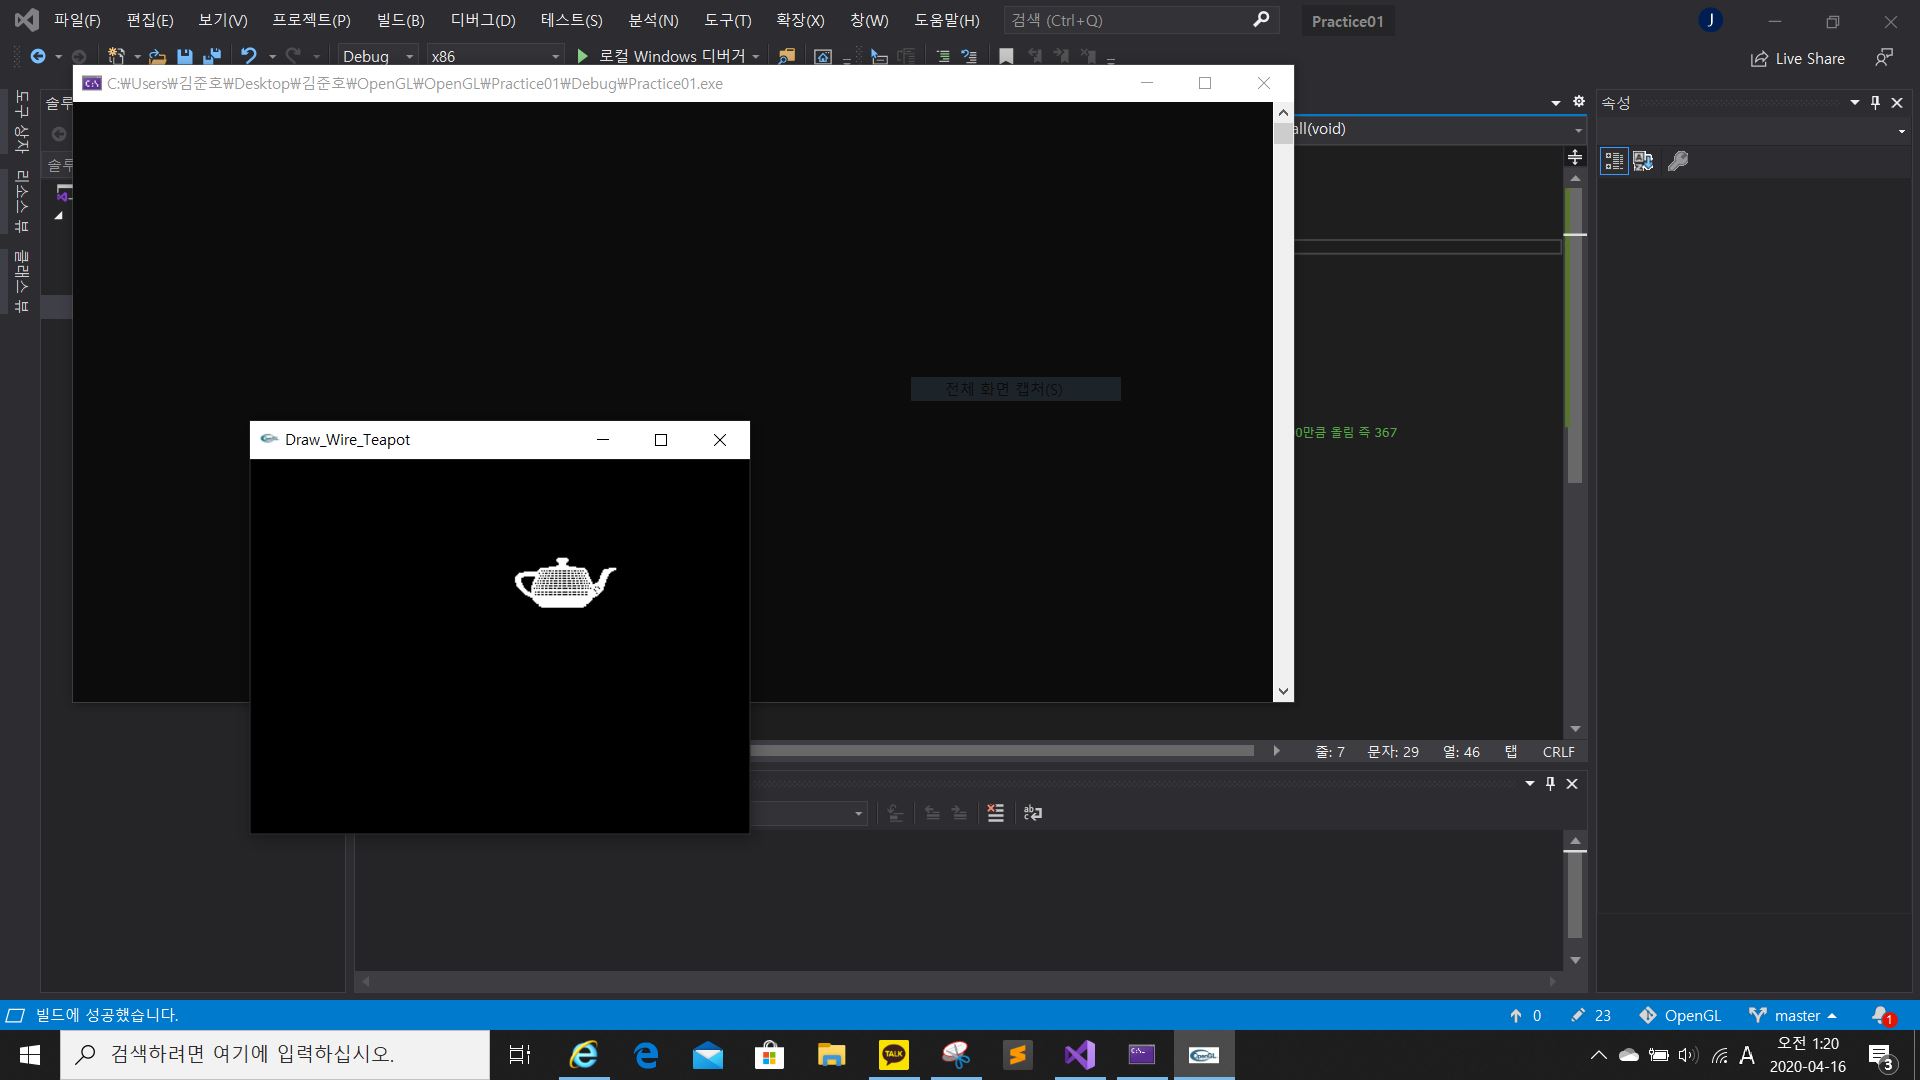 파일(F) 편집(E) 보기(V) 프로젝트(P) 빌드(B) 디버그(D) 테스트(S) 분석(N) 도구(T) 확장(X) 창(W) 도움말(H) 검색 (Ctrl+Q) Practice01 J
Debug x86 로컬 Windows 디버거 Live Share
C:\Users\김준호\Desktop\김준호\OpenGL\OpenGL\Practice01\Debug\Practice01.exe
도구 상자
리소스 뷰
클래스 뷰
솔루
솔루
all(void)
속성
전체 화면 캡처(S)
0만큼 올림 즉 367
Draw_Wire_Teapot
줄: 7 문자: 29 열: 46 탭 CRLF
빌드에 성공했습니다. 0 23 OpenGL master 1
검색하려면 여기에 입력하십시오. TALK OpenGL A 오전 1:20
2020-04-16 3